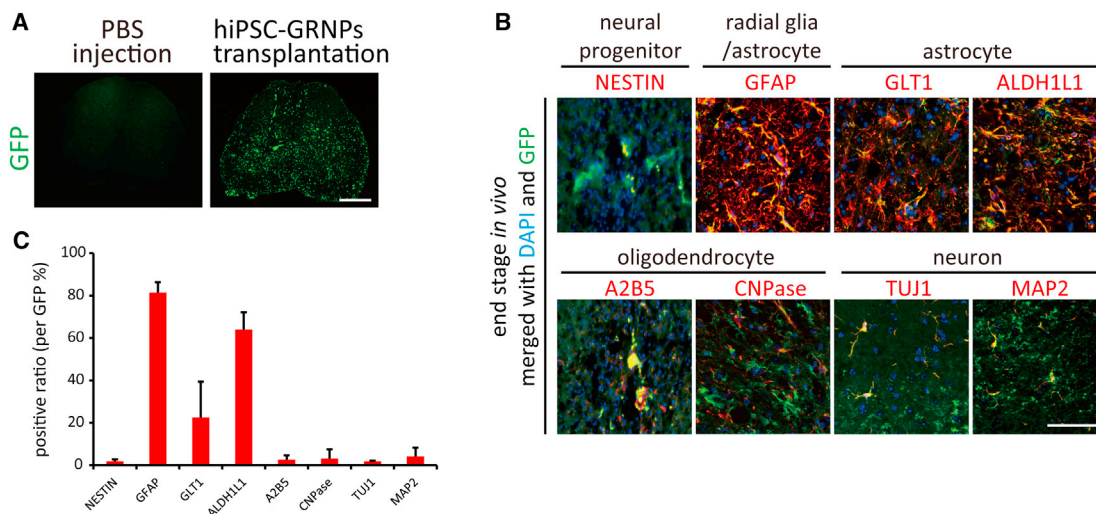 A
PBS
injection
hiPSC-GRNPs
transplantation
GFP
B
neural
progenitor
radial glia
/astrocyte
astrocyte
NESTIN
GFAP
GLT1
ALDH1L1
oligodendrocyte
neuron
A2B5
CNPase
TUJ1
MAP2
end stage in vivo
merged with DAPI and GFP
C
positive ratio (per GFP %)
100
80
60
40
20
0
NESTIN
GFAP
GLT1
ALDH1L1
A2B5
CNPase
TUJ1
MAP2